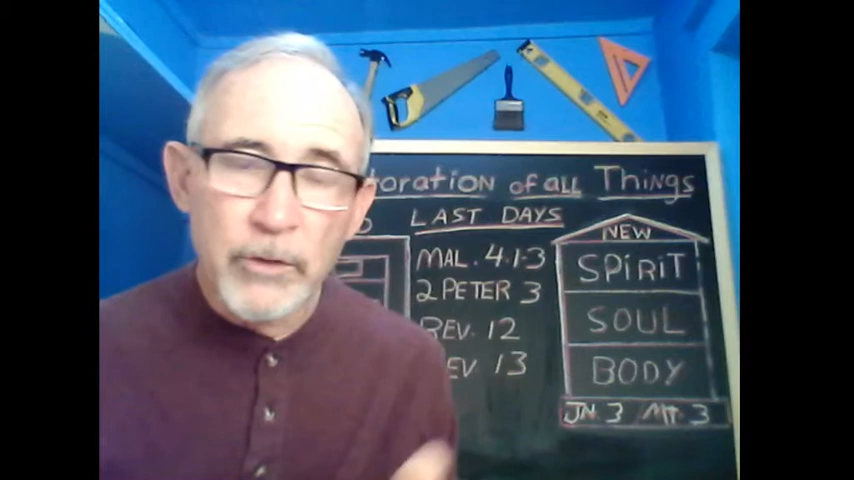 oration of all Things
LAST DAYS
MAL. 4.1-3
2 PETER 3
REV. 12
EV 13
NEW
SPIRIT
SOUL
BODY
JN. 3 MT. 3